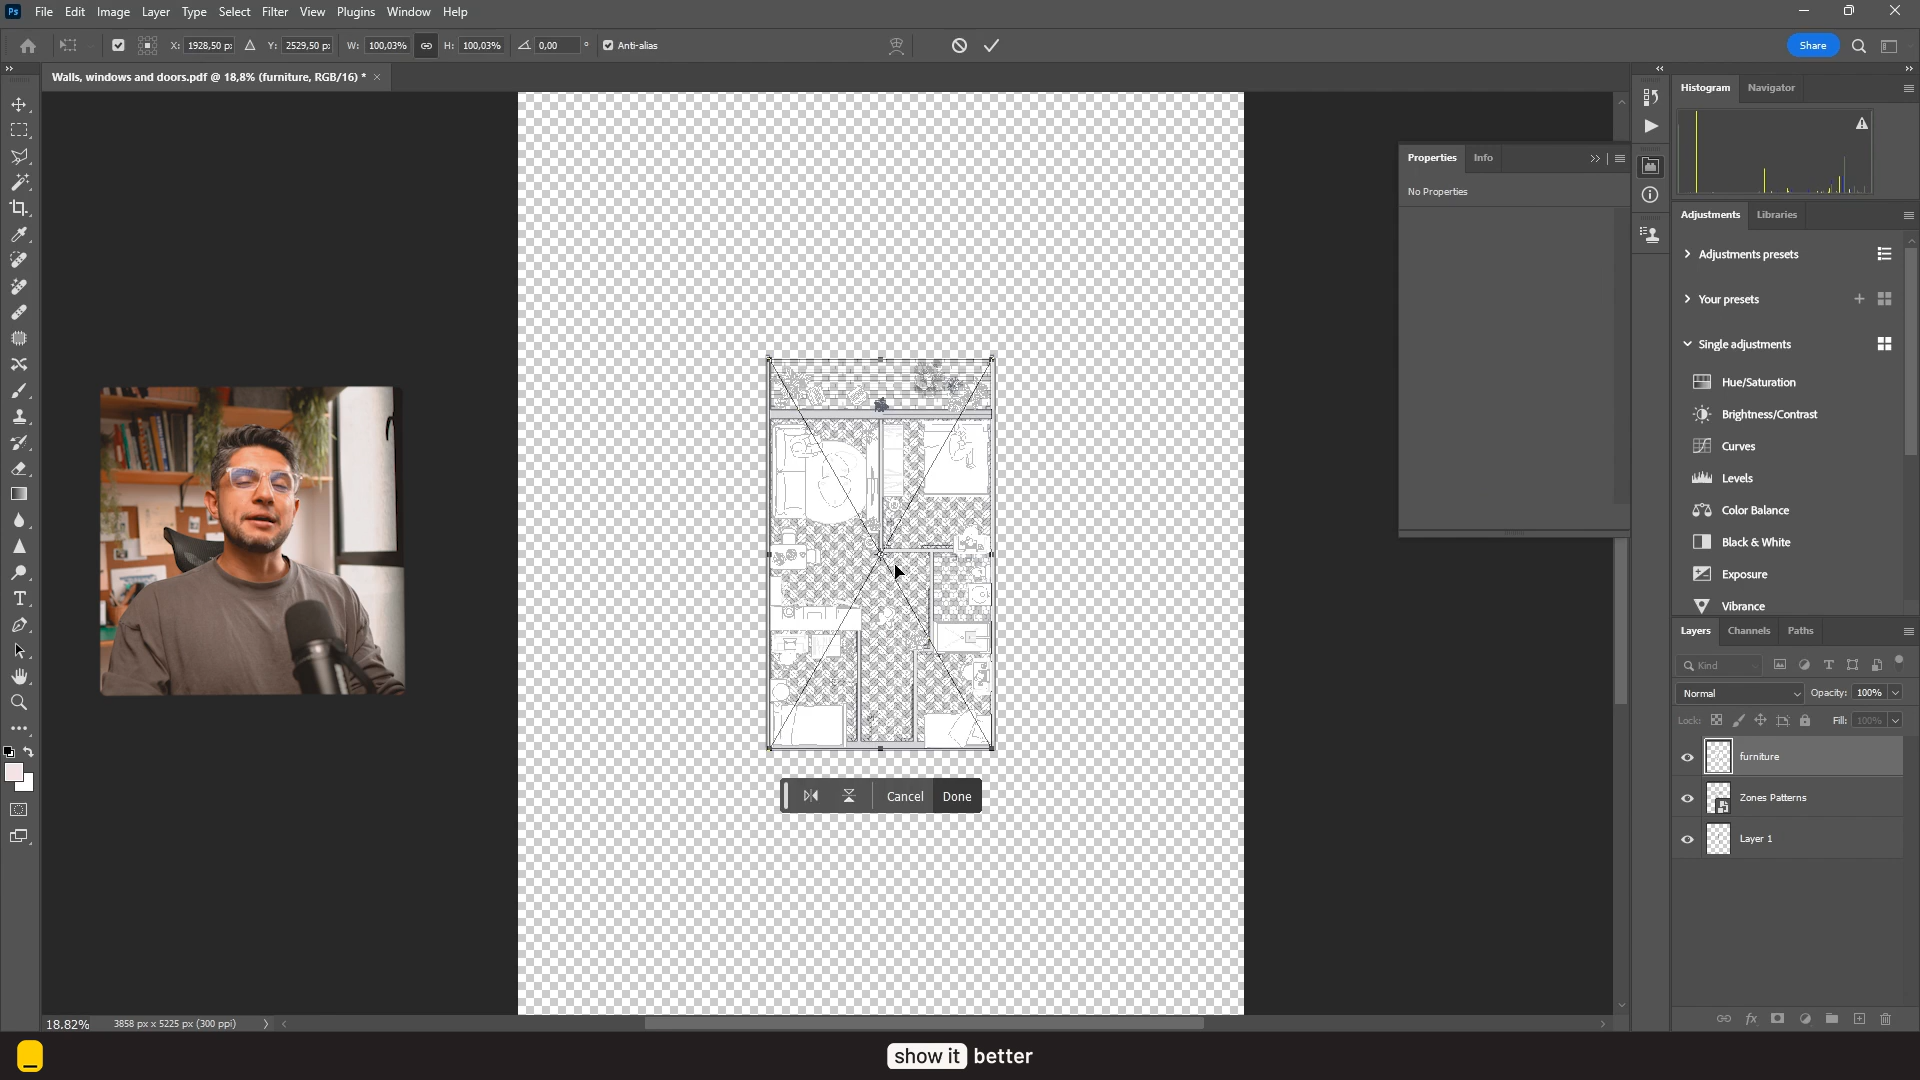 Ps File Edit Image Layer Type Select Filter View Plugins Window Help
X: 1928,50 p Y: 2529,50 p W: 100,03% H: 100,03% 0,00 ° Anti-alias Share
Walls, windows and doors.pdf @ 18,8% (furniture, RGB/16) * ×
Histogram Navigator
Properties Info
No Properties
Adjustments Libraries
Adjustments presets
Your presets
Single adjustments
Hue/Saturation
Brightness/Contrast
Curves
Levels
Color Balance
Black & White
Exposure
Vibrance
Layers Channels Paths
Kind
Normal Opacity: 100%
Lock: Fill: 100%
furniture
Zones Patterns
Layer 1
Cancel Done
18.82% 3858 px x 5225 px (300 ppi)
show it better